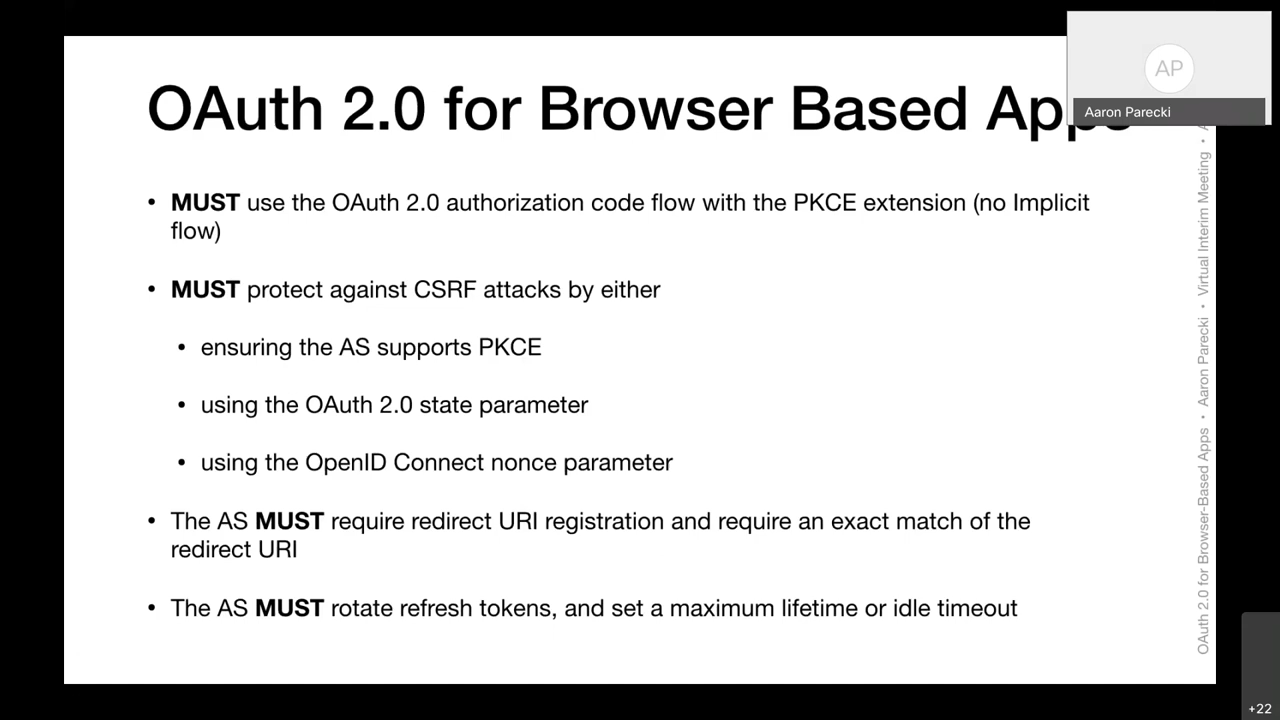 OAuth 2.0 for Browser Based Apps
AP
Aaron Parecki
• MUST use the OAuth 2.0 authorization code flow with the PKCE extension (no Implicit
flow)
• MUST protect against CSRF attacks by either
• ensuring the AS supports PKCE
• using the OAuth 2.0 state parameter
• using the OpenID Connect nonce parameter
• The AS MUST require redirect URI registration and require an exact match of the
redirect URI
• The AS MUST rotate refresh tokens, and set a maximum lifetime or idle timeout
OAuth 2.0 for Browser-Based Apps • Aaron Parecki • Virtual Interim Meeting •
+22